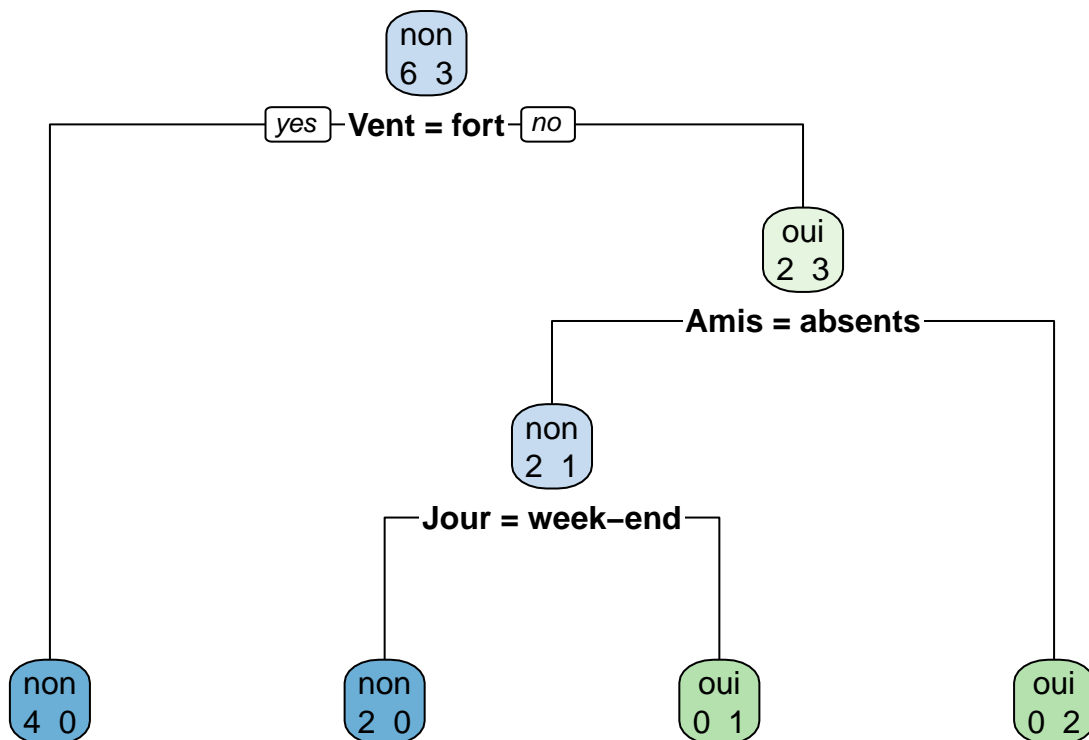 non
6 3
yes Vent = fort no
oui
2 3
Amis = absents
non
2 1
Jour = week−end
non
4 0
non
2 0
oui
0 1
oui
0 2